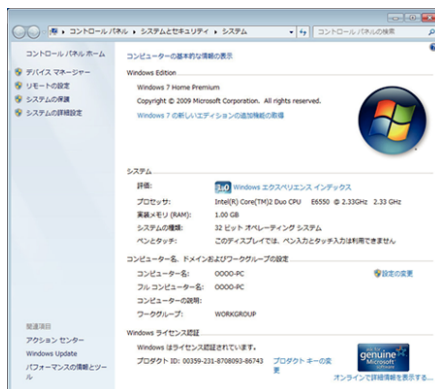 コントロール パネル ▸ システムとセキュリティ ▸ システム
コントロール パネルの検索
コントロール パネル ホーム
デバイス マネージャー
リモートの設定
システムの保護
システムの詳細設定
コンピューターの基本的な情報の表示
Windows Edition
Windows 7 Home Premium
Copyright © 2009 Microsoft Corporation. All rights reserved.
Windows 7 の新しいエディションの追加機能の取得
システム
評価: 3.0 Windows エクスペリエンス インデックス
プロセッサ: Intel(R) Core(TM)2 Duo CPU E6550 @ 2.33GHz 2.33 GHz
実装メモリ (RAM): 1.00 GB
システムの種類: 32 ビット オペレーティング システム
ペンとタッチ: このディスプレイでは、ペン入力とタッチ入力は利用できません
コンピューター名、ドメインおよびワークグループの設定
コンピューター名: OOOO-PC 設定の変更
フル コンピューター名: OOOO-PC
コンピューターの説明:
ワークグループ: WORKGROUP
Windows ライセンス認証
Windows はライセンス認証されています。
プロダクト ID: 00359-231-8708093-86743 プロダクト キーの変更
genuine
Microsoft
オンラインで詳細情報を表示する...
関連項目
アクション センター
Windows Update
パフォーマンスの情報とツール